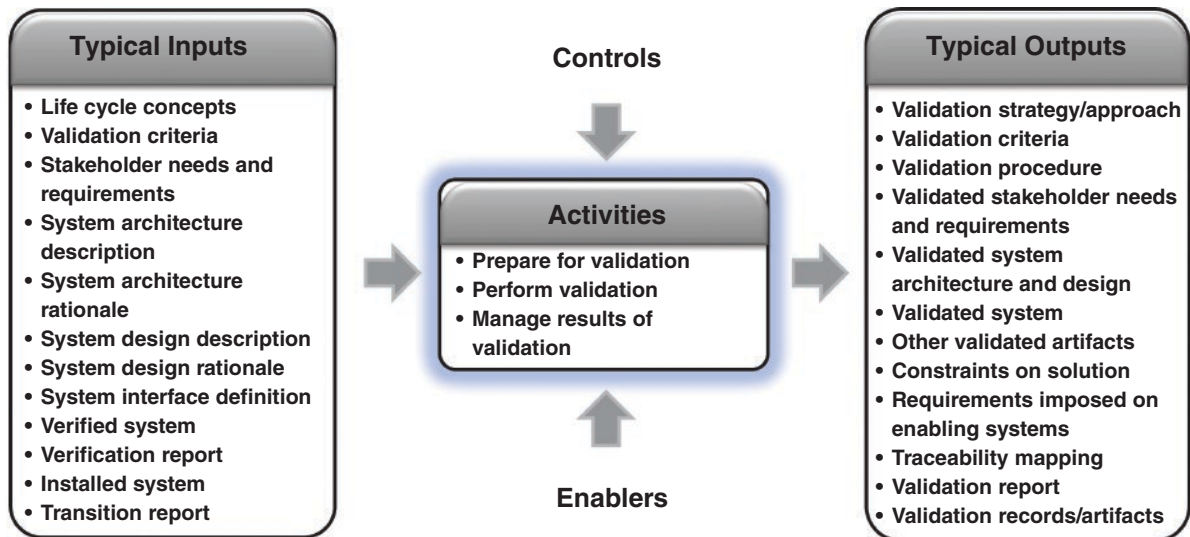 Typical Inputs
• Life cycle concepts
• Validation criteria
• Stakeholder needs and
requirements
• System architecture
description
• System architecture
rationale
• System design description
• System design rationale
• System interface definition
• Verified system
• Verification report
• Installed system
• Transition report
Controls
Activities
• Prepare for validation
• Perform validation
• Manage results of
validation
Enablers
Typical Outputs
• Validation strategy/approach
• Validation criteria
• Validation procedure
• Validated stakeholder needs
and requirements
• Validated system
architecture and design
• Validated system
• Other validated artifacts
• Constraints on solution
• Requirements imposed on
enabling systems
• Traceability mapping
• Validation report
• Validation records/artifacts